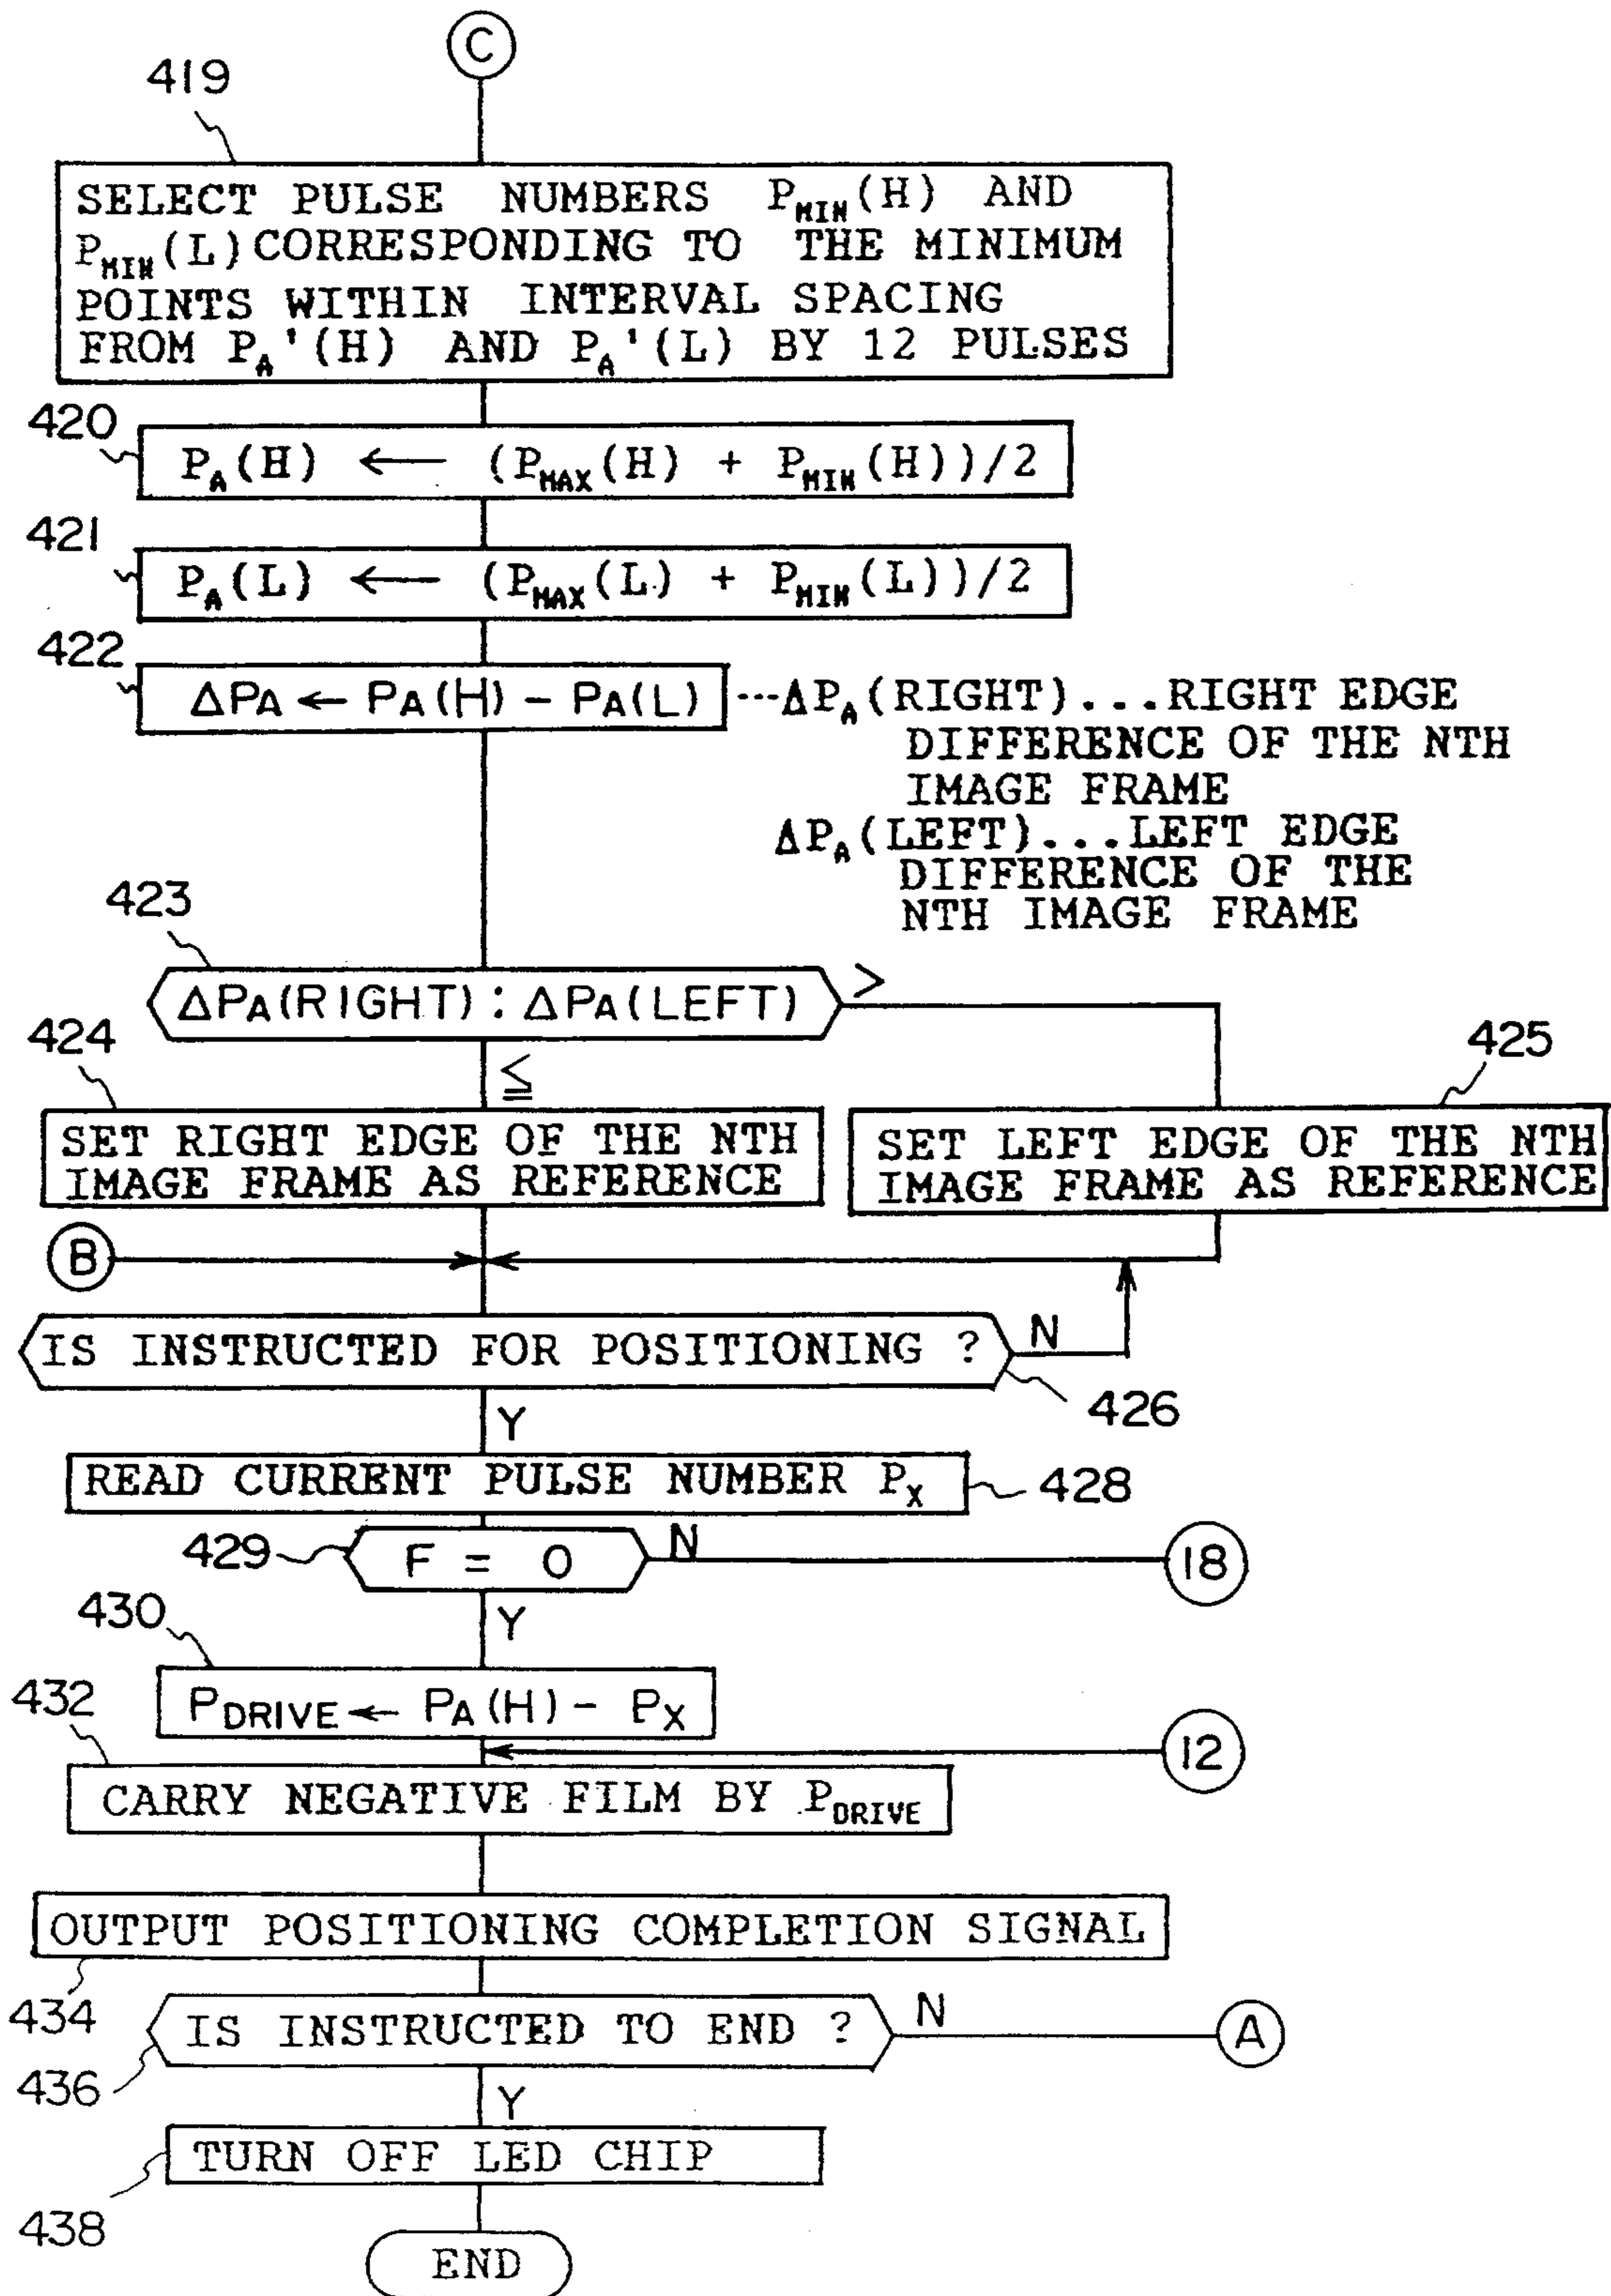 C
419
SELECT PULSE NUMBERS PMIN(H) AND
PMIN(L) CORRESPONDING TO THE MINIMUM
POINTS WITHIN INTERVAL SPACING
FROM PA'(H) AND PA'(L) BY 12 PULSES
420
PA(H) ← (PMAX(H) + PMIN(H))/2
421
PA(L) ← (PMAX(L) + PMIN(L))/2
422
ΔPA ← PA(H) - PA(L) ---ΔPA(RIGHT)...RIGHT EDGE
DIFFERENCE OF THE NTH
IMAGE FRAME
ΔPA(LEFT)...LEFT EDGE
DIFFERENCE OF THE
NTH IMAGE FRAME
423
ΔPA(RIGHT) : ΔPA(LEFT) >
≦
424
SET RIGHT EDGE OF THE NTH
IMAGE FRAME AS REFERENCE
425
SET LEFT EDGE OF THE NTH
IMAGE FRAME AS REFERENCE
B
IS INSTRUCTED FOR POSITIONING ? N
426
Y
READ CURRENT PULSE NUMBER PX 428
429 F = 0 N 18
Y
430
PDRIVE ← PA(H) - PX
12
432
CARRY NEGATIVE FILM BY PDRIVE
OUTPUT POSITIONING COMPLETION SIGNAL
434
IS INSTRUCTED TO END ? N A
436
Y
TURN OFF LED CHIP
438
END